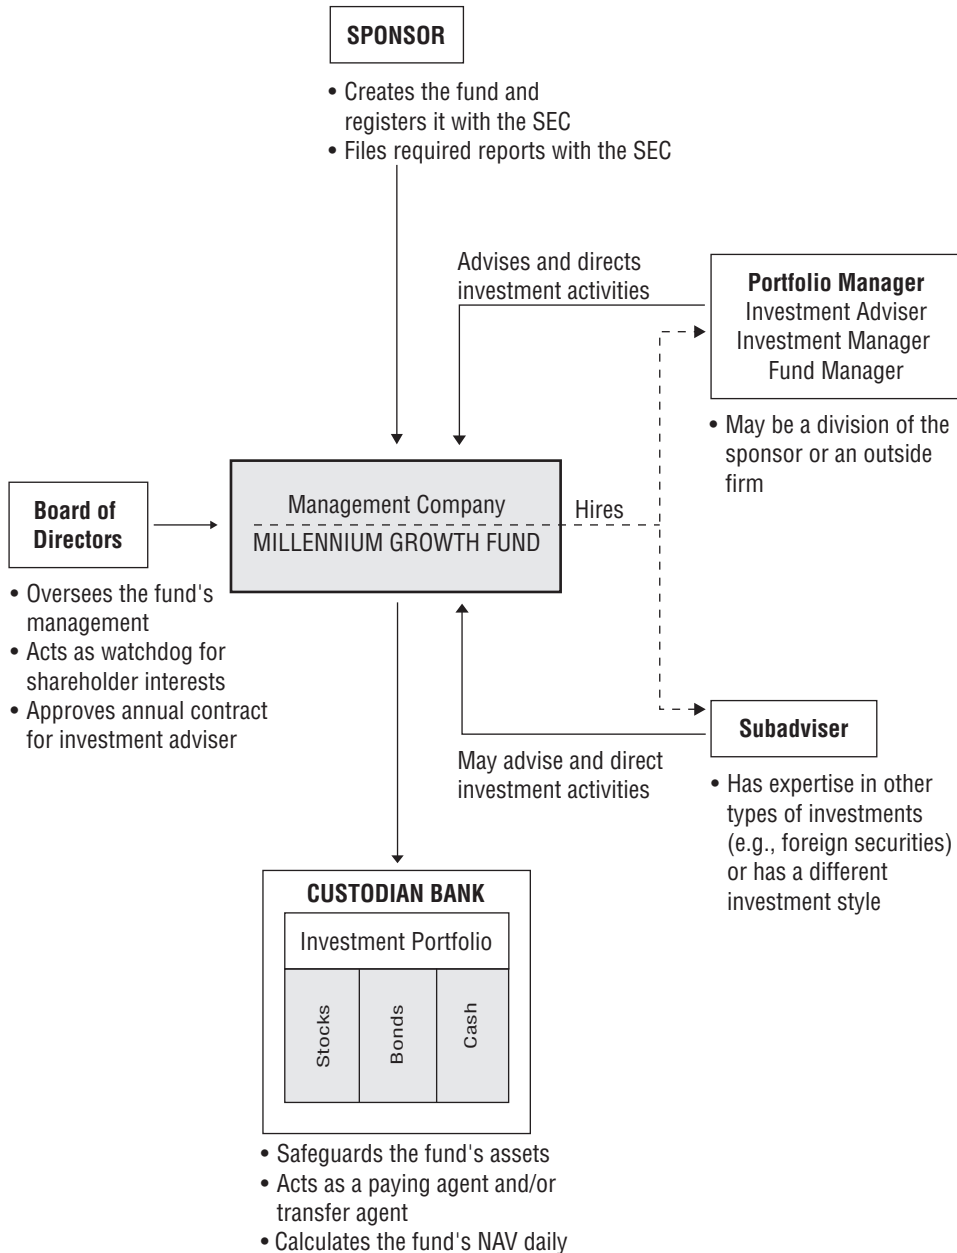 SPONSOR
• Creates the fund and
registers it with the SEC
• Files required reports with the SEC
Advises and directs
investment activities
Portfolio Manager
Investment Adviser
Investment Manager
Fund Manager
• May be a division of the
sponsor or an outside
firm
Board of
Directors
Management Company
MILLENNIUM GROWTH FUND
Hires
• Oversees the fund's
management
• Acts as watchdog for
shareholder interests
• Approves annual contract
for investment adviser
May advise and direct
investment activities
Subadviser
• Has expertise in other
types of investments
(e.g., foreign securities)
or has a different
investment style
CUSTODIAN BANK
Investment Portfolio
Stocks
Bonds
Cash
• Safeguards the fund's assets
• Acts as a paying agent and/or
transfer agent
• Calculates the fund's NAV daily